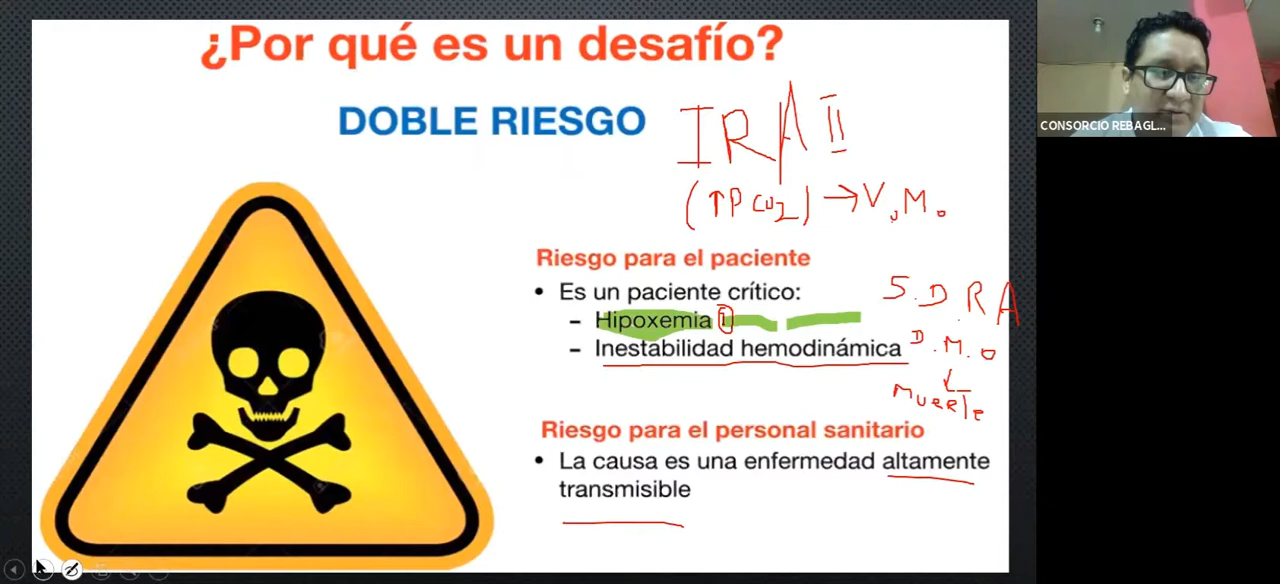 ¿Por qué es un desafío?
DOBLE RIESGO
IRA II
(↑PCO2) → V.M.
Riesgo para el paciente
• Es un paciente crítico:
– Hipoxemia
– Inestabilidad hemodinámica
S.D.R A
D.M.O
MUERTE
Riesgo para el personal sanitario
• La causa es una enfermedad altamente
transmisible
CONSORCIO REBAGL...